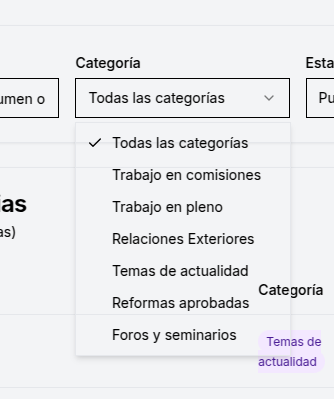 Categoría
Esta
umen o
Todas las categorías
Pu
Todas las categorías
Trabajo en comisiones
ias
Trabajo en pleno
as)
Relaciones Exteriores
Temas de actualidad
Categoría
Reformas aprobadas
Foros y seminarios
Temas de
actualidad